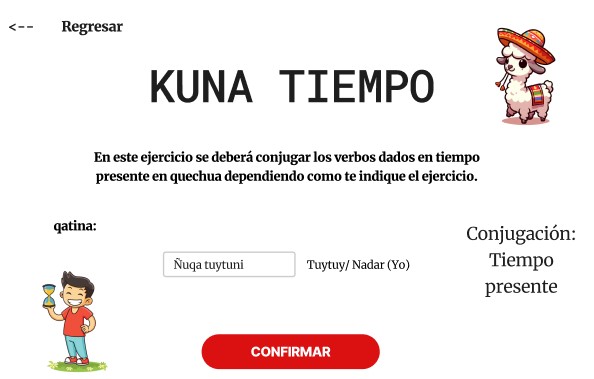 <-- Regresar
KUNA TIEMPO
En este ejercicio se deberá conjugar los verbos dados en tiempo
presente en quechua dependiendo como te indique el ejercicio.
qatina:
Ñuqa tuytuni Tuytuy/ Nadar (Yo)
Conjugación:
Tiempo
presente
CONFIRMAR